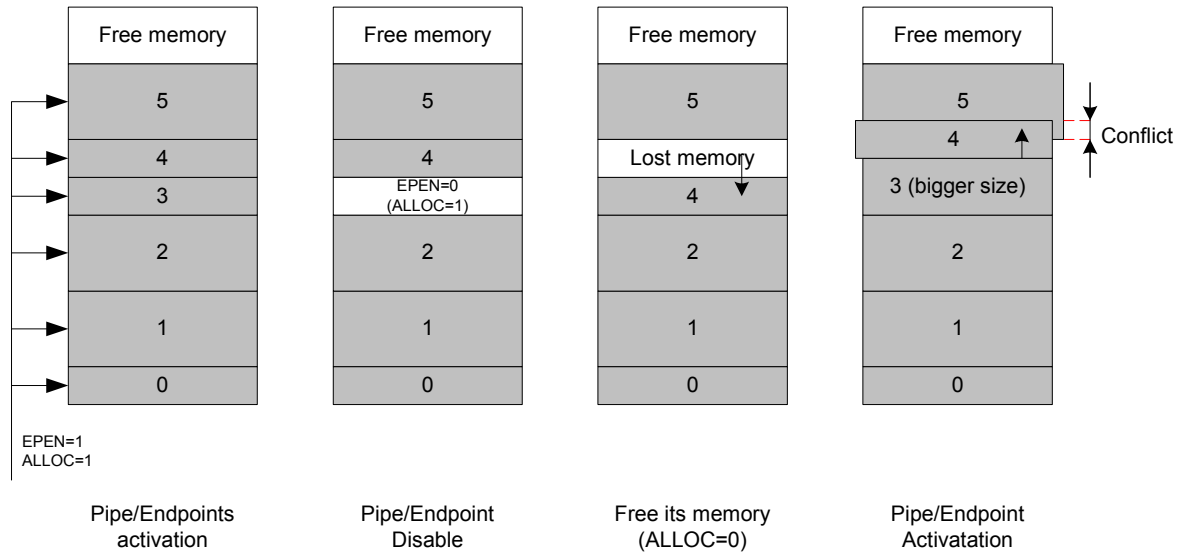 Free memory
5
4
3
2
1
0
EPEN=1
ALLOC=1
Pipe/Endpoints
activation
Free memory
5
4
EPEN=0
(ALLOC=1)
2
1
0
Pipe/Endpoint
Disable
Free memory
5
Lost memory
4
2
1
0
Free its memory
(ALLOC=0)
Free memory
5
4
Conflict
3 (bigger size)
2
1
0
Pipe/Endpoint
Activatation